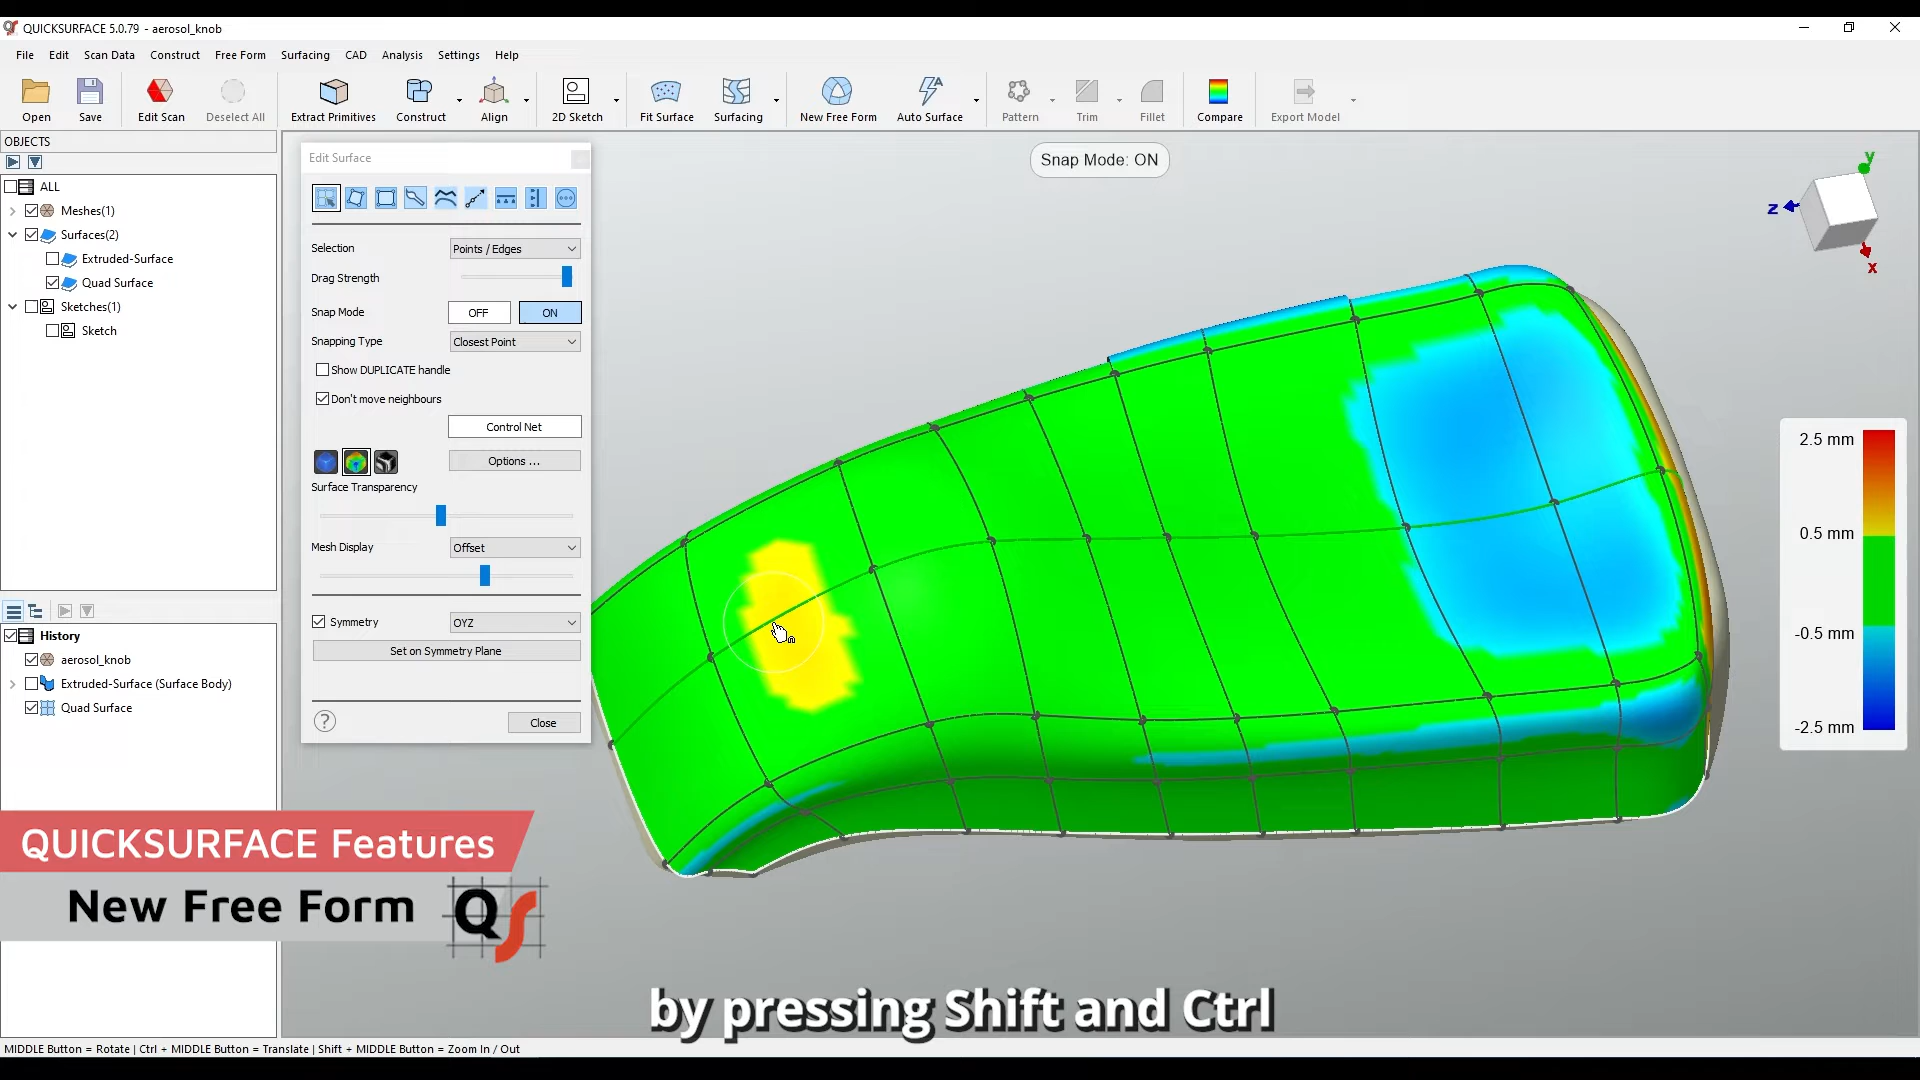 QUICKSURFACE 5.0.79 - aerosol_knob
File Edit Scan Data Construct Free Form Surfacing CAD Analysis Settings Help
Open Save Edit Scan Deselect All Extract Primitives Construct Align 2D Sketch Fit Surface Surfacing New Free Form Auto Surface Pattern Trim Fillet Compare Export Model
OBJECTS
ALL
Meshes(1)
Surfaces(2)
Extruded-Surface
Quad Surface
Sketches(1)
Sketch
History
aerosol_knob
Extruded-Surface (Surface Body)
Quad Surface
Edit Surface
Selection Points / Edges
Drag Strength
Snap Mode OFF ON
Snapping Type Closest Point
Show DUPLICATE handle
Don't move neighbours
Control Net
Options ...
Surface Transparency
Mesh Display Offset
Symmetry OYZ
Set on Symmetry Plane
? Close
Snap Mode: ON
y
z
x
2.5 mm
0.5 mm
-0.5 mm
-2.5 mm
QUICKSURFACE Features
New Free Form QS
by pressing Shift and Ctrl
MIDDLE Button = Rotate | Ctrl + MIDDLE Button = Translate | Shift + MIDDLE Button = Zoom In / Out